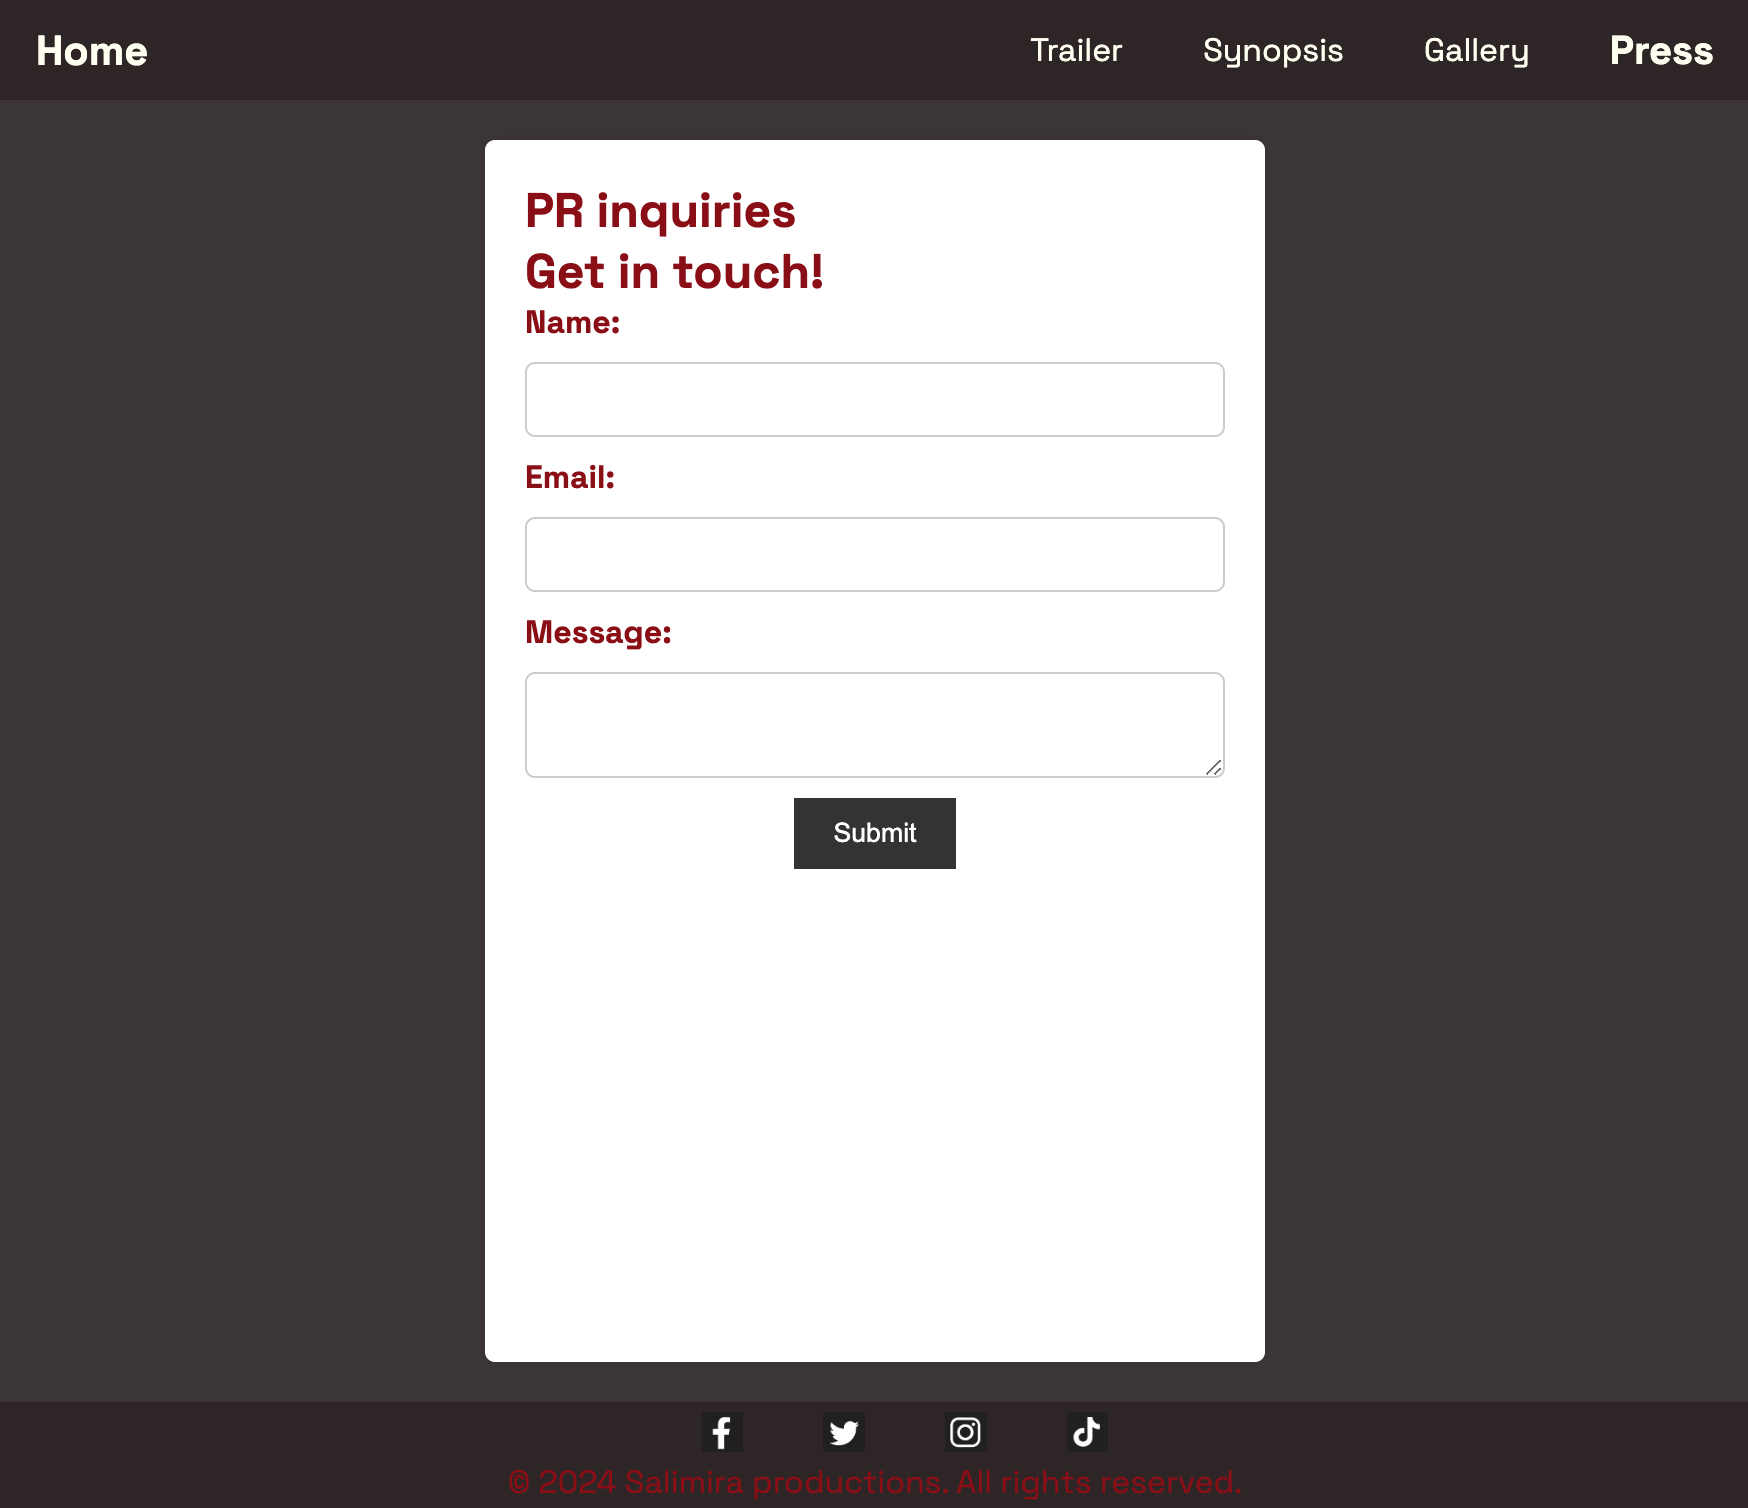 Home Trailer Synopsis Gallery Press
PR inquiries
Get in touch!
Name:
Email:
Message:
Submit
© 2024 Salimira productions. All rights reserved.